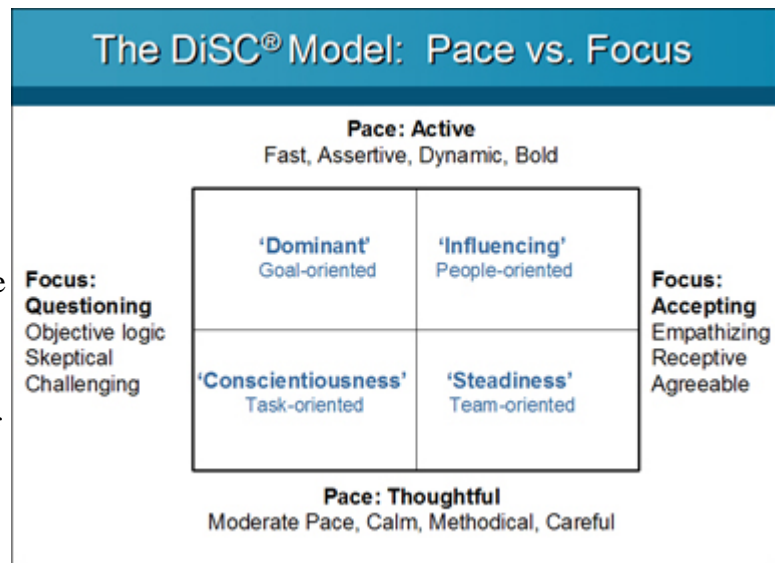 The DiSC® Model: Pace vs. Focus
Pace: Active
Fast, Assertive, Dynamic, Bold
‘Dominant’
Goal-oriented
‘Influencing’
People-oriented
Focus:
Questioning
Objective logic
Skeptical
Challenging
Focus:
Accepting
Empathizing
Receptive
Agreeable
‘Conscientiousness’
Task-oriented
‘Steadiness’
Team-oriented
Pace: Thoughtful
Moderate Pace, Calm, Methodical, Careful